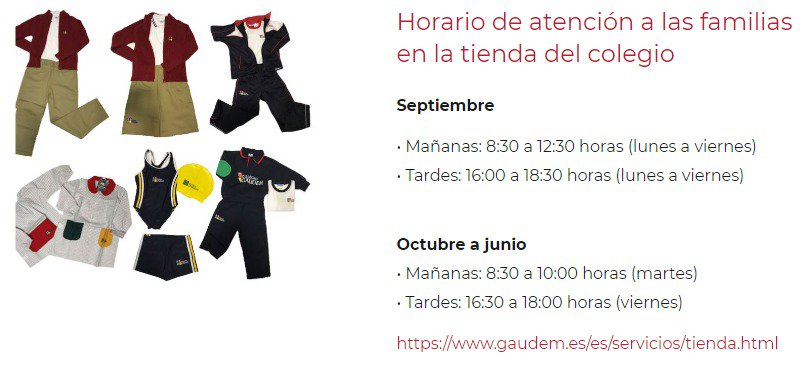 Horario de atención a las familias
en la tienda del colegio
Septiembre
• Mañanas: 8:30 a 12:30 horas (lunes a viernes)
• Tardes: 16:00 a 18:30 horas (lunes a viernes)
Octubre a junio
• Mañanas: 8:30 a 10:00 horas (martes)
• Tardes: 16:30 a 18:00 horas (viernes)
https://www.gaudem.es/es/servicios/tienda.html